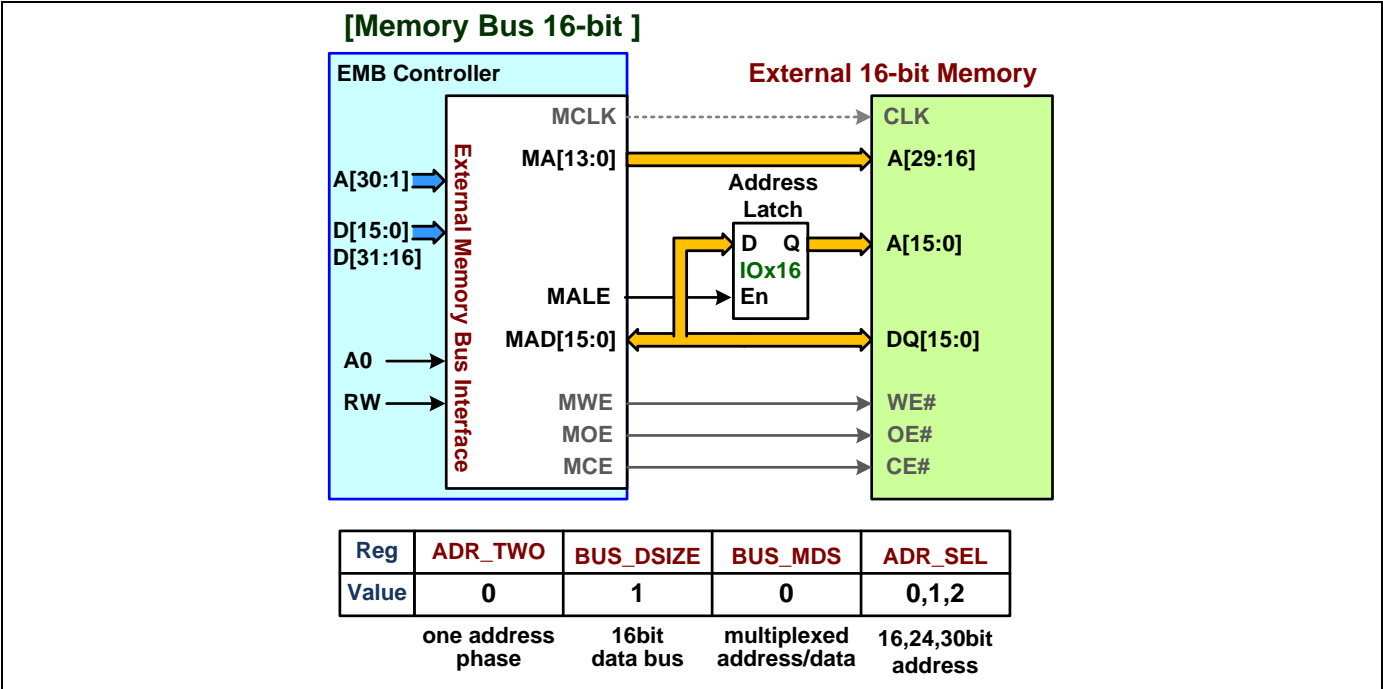 [Memory Bus 16-bit ]
EMB Controller
External 16-bit Memory
MCLK
CLK
MA[13:0]
A[29:16]
External Memory Bus Interface
A[30:1]
Address
Latch
D[15:0]
D[31:16]
D Q
IOx16
En
A[15:0]
MALE
MAD[15:0]
DQ[15:0]
A0
RW
MWE
WE#
MOE
OE#
MCE
CE#
Reg ADR_TWO BUS_DSIZE BUS_MDS ADR_SEL
Value 0 1 0 0,1,2
one address
phase
16bit
data bus
multiplexed
address/data
16,24,30bit
address